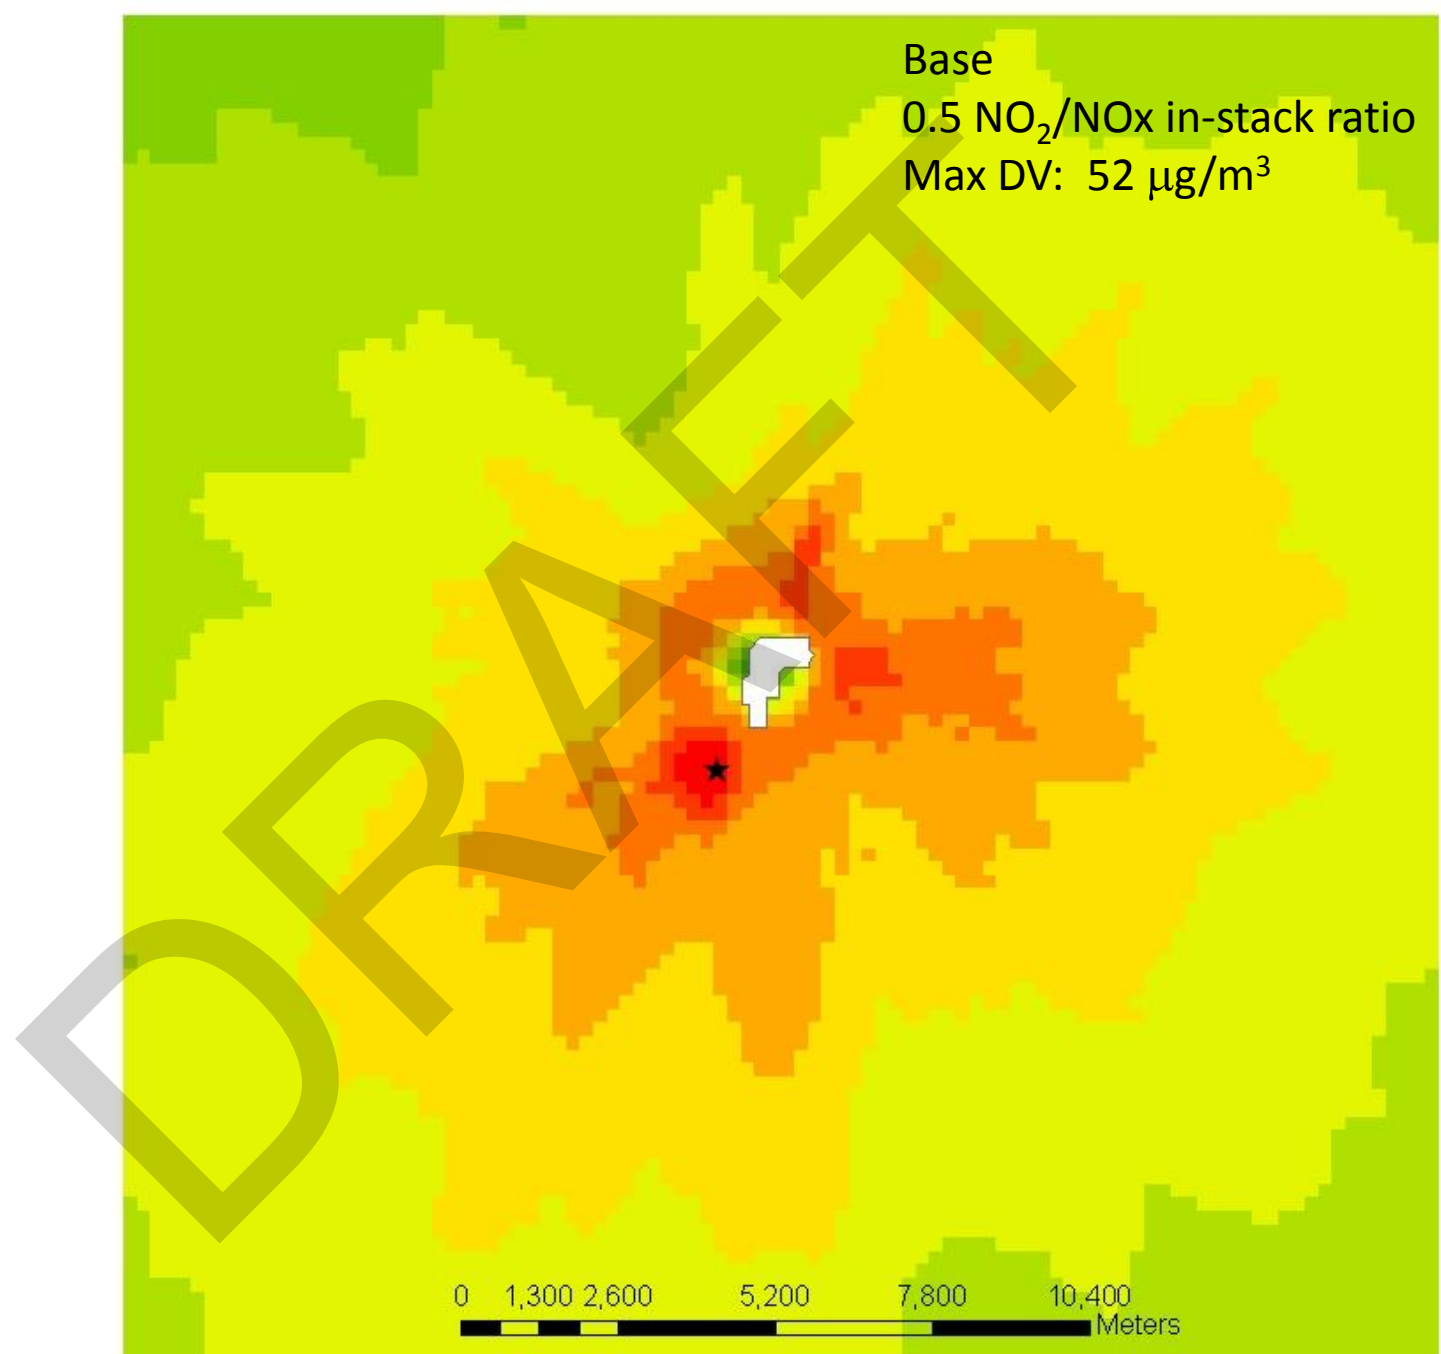 Base
0.5 NO₂/NOx in-stack ratio
Max DV: 52 μg/m³
DRAFT
0 1,300 2,600 5,200 7,800 10,400
Meters